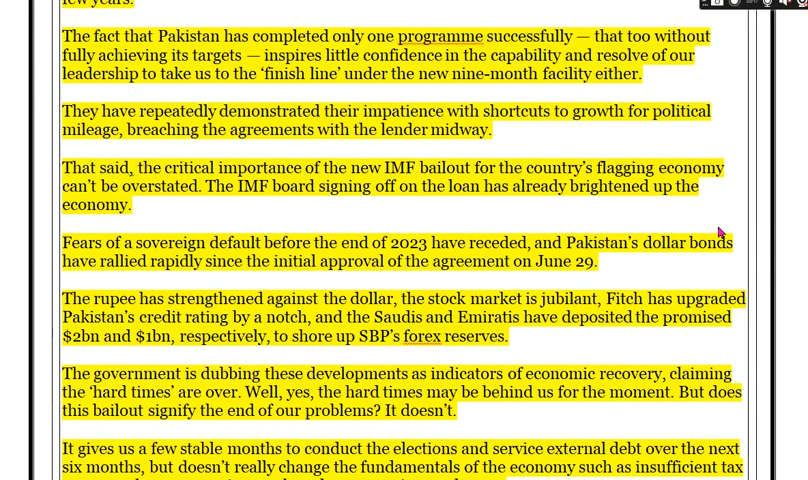 few years.
The fact that Pakistan has completed only one programme successfully — that too without
fully achieving its targets — inspires little confidence in the capability and resolve of our
leadership to take us to the ‘finish line’ under the new nine-month facility either.
They have repeatedly demonstrated their impatience with shortcuts to growth for political
mileage, breaching the agreements with the lender midway.
That said, the critical importance of the new IMF bailout for the country’s flagging economy
can’t be overstated. The IMF board signing off on the loan has already brightened up the
economy.
Fears of a sovereign default before the end of 2023 have receded, and Pakistan’s dollar bonds
have rallied rapidly since the initial approval of the agreement on June 29.
The rupee has strengthened against the dollar, the stock market is jubilant, Fitch has upgraded
Pakistan’s credit rating by a notch, and the Saudis and Emiratis have deposited the promised
$2bn and $1bn, respectively, to shore up SBP’s forex reserves.
The government is dubbing these developments as indicators of economic recovery, claiming
the ‘hard times’ are over. Well, yes, the hard times may be behind us for the moment. But does
this bailout signify the end of our problems? It doesn’t.
It gives us a few stable months to conduct the elections and service external debt over the next
six months, but doesn’t really change the fundamentals of the economy such as insufficient tax